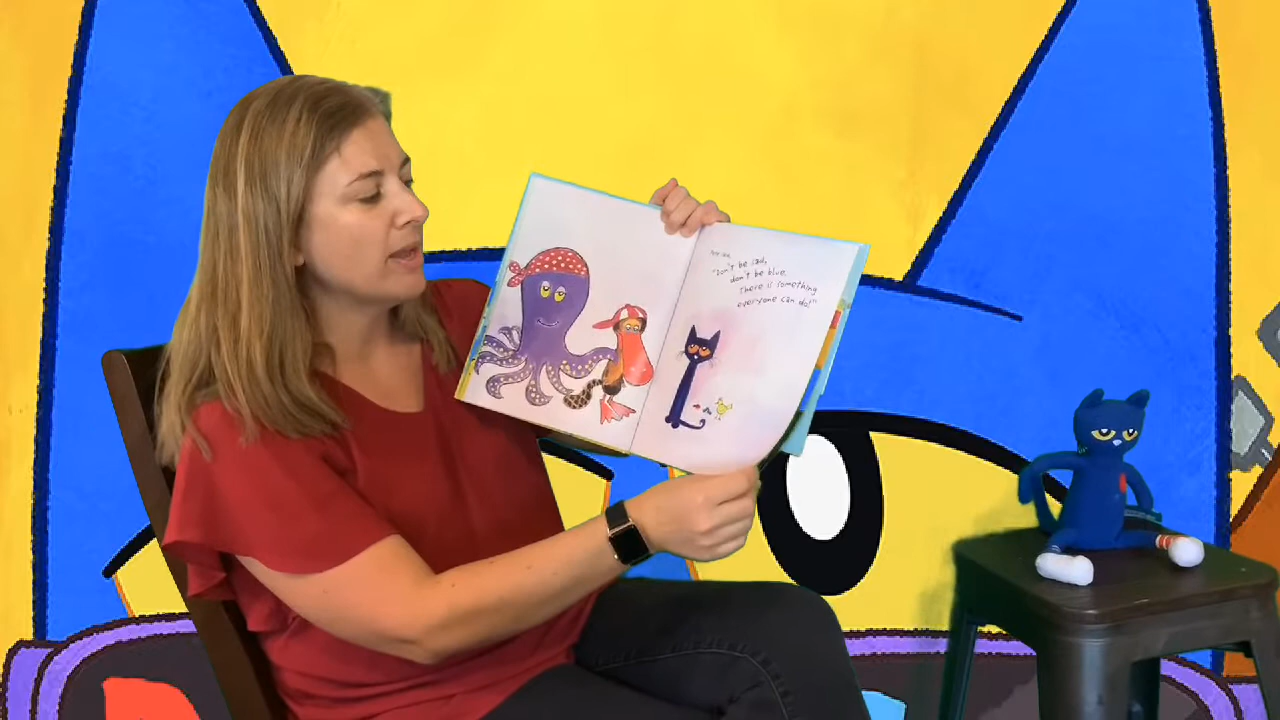 "Don't be sad,
don't be blue.
There is something
everyone can do!"